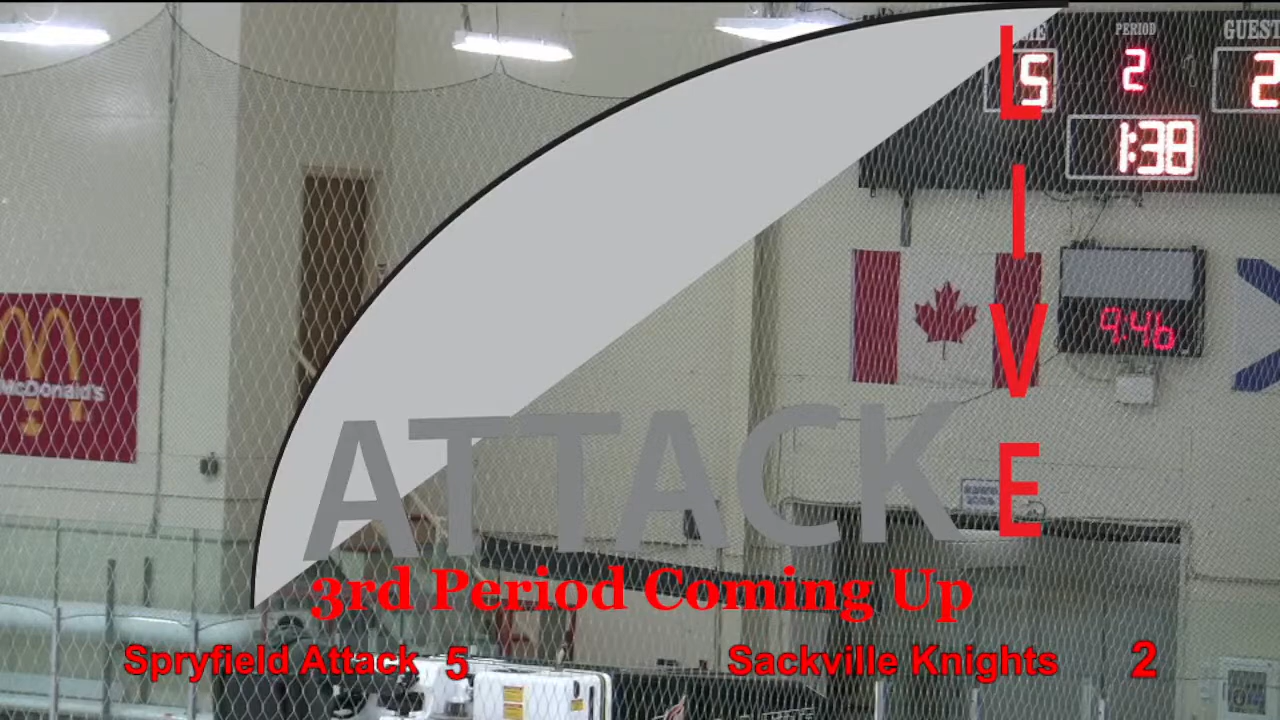 PERIOD
GUEST
5
2
2
1:38
LIVE
9:46
McDonald's
ATTACK
3rd Period Coming Up
Spryfield Attack 5
Sackville Knights 2